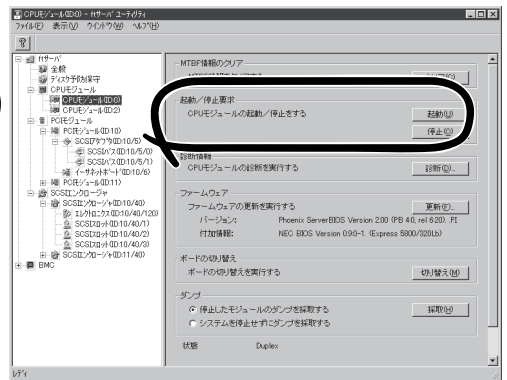 CPUモジュール(ID:0) - ftサーバ ユーティリティ
ファイル(F) 表示(V) ウインドウ(W) ヘルプ(H)
ftサーバ
全般
ディスク予防保守
CPUモジュール
CPUモジュール(ID:0)
CPUモジュール(ID:2)
PCIモジュール
PCIモジュール(ID:10)
SCSIアダプタ(ID:10/5)
SCSIバス(ID:10/5/0)
SCSIバス(ID:10/5/1)
イーサネットボード(ID:10/6)
PCIモジュール(ID:11)
SCSIエンクロージャ
SCSIエンクロージャ(ID:10/40)
エレクトロニクス(ID:10/40/120)
SCSIスロット(ID:10/40/1)
SCSIスロット(ID:10/40/2)
SCSIスロット(ID:10/40/3)
SCSIエンクロージャ(ID:11/40)
BMC
MTBF情報のクリア
起動／停止要求
CPUモジュールの起動／停止をする
起動(U)
停止(O)
診断情報
CPUモジュールの診断を実行する
診断(D)...
ファームウェア
ファームウェアの更新を実行する
更新(E)...
バージョン: Phoenix ServerBIOS Version 2.00 (PB 4.0, rel 6.20) .PI
付加情報: NEC BIOS Version 0.9.0-1. (Express 5800/320Lb)
ボードの切り替え
ボードの切り替えを実行する
切り替え(M)
ダンプ
停止したモジュールのダンプを採取する
採取(H)
システムを停止せずにダンプを採取する
状態 Duplex
レディ